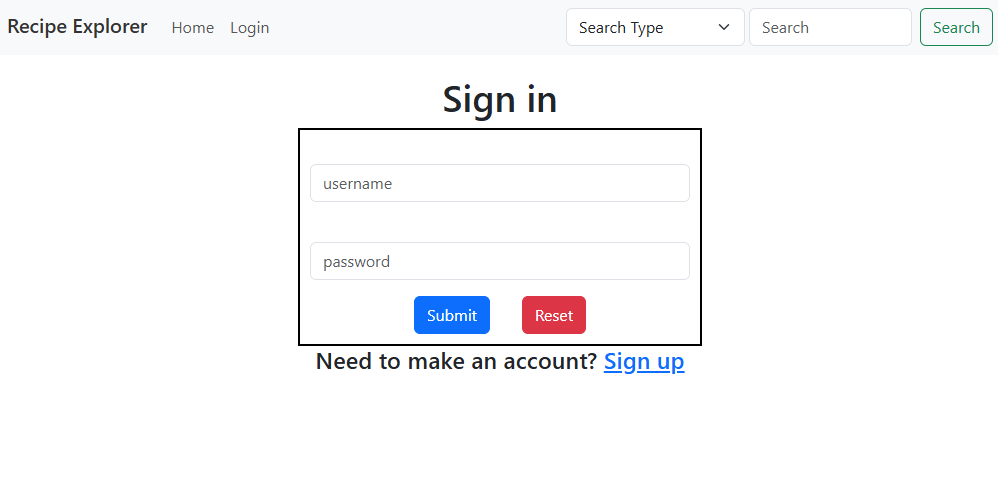 Recipe Explorer Home Login Search Type Search Search
Sign in
username
password
Submit Reset
Need to make an account? Sign up